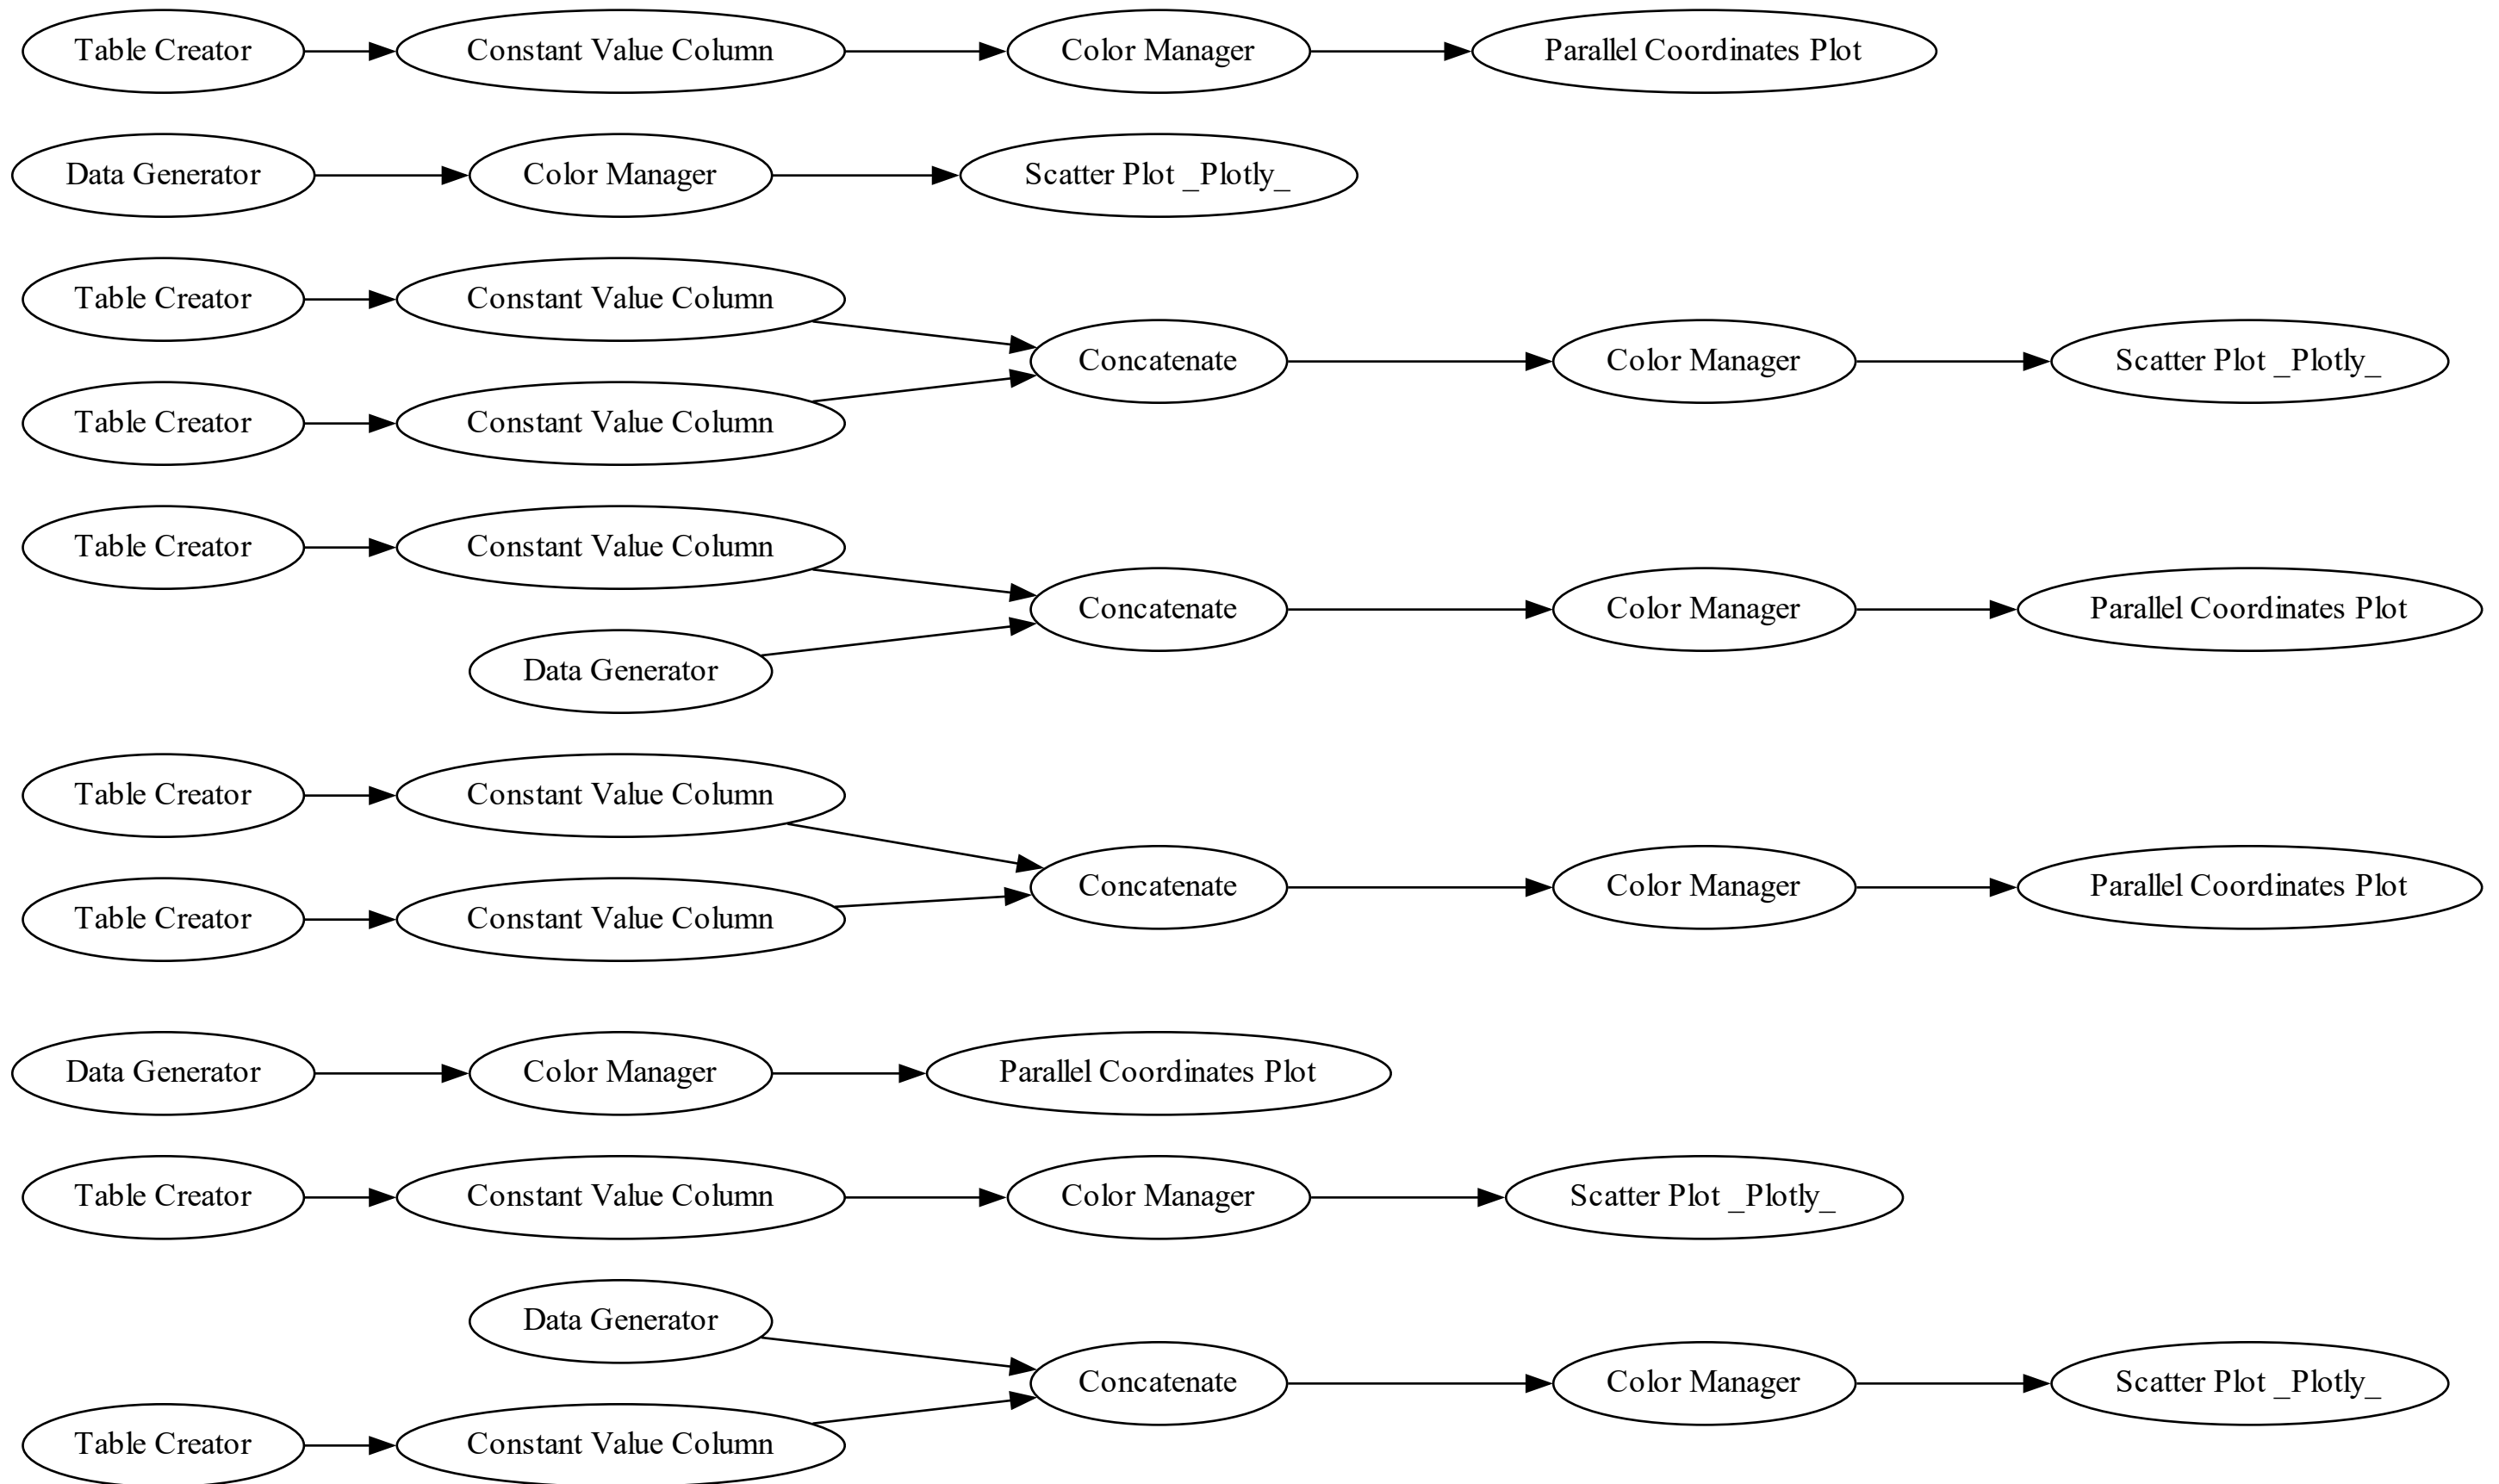 Table Creator
Constant Value Column
Color Manager
Parallel Coordinates Plot
Data Generator
Color Manager
Scatter Plot _Plotly_
Table Creator
Constant Value Column
Table Creator
Constant Value Column
Concatenate
Color Manager
Scatter Plot _Plotly_
Table Creator
Constant Value Column
Data Generator
Concatenate
Color Manager
Parallel Coordinates Plot
Table Creator
Constant Value Column
Table Creator
Constant Value Column
Concatenate
Color Manager
Parallel Coordinates Plot
Data Generator
Color Manager
Parallel Coordinates Plot
Table Creator
Constant Value Column
Color Manager
Scatter Plot _Plotly_
Data Generator
Table Creator
Constant Value Column
Concatenate
Color Manager
Scatter Plot _Plotly_